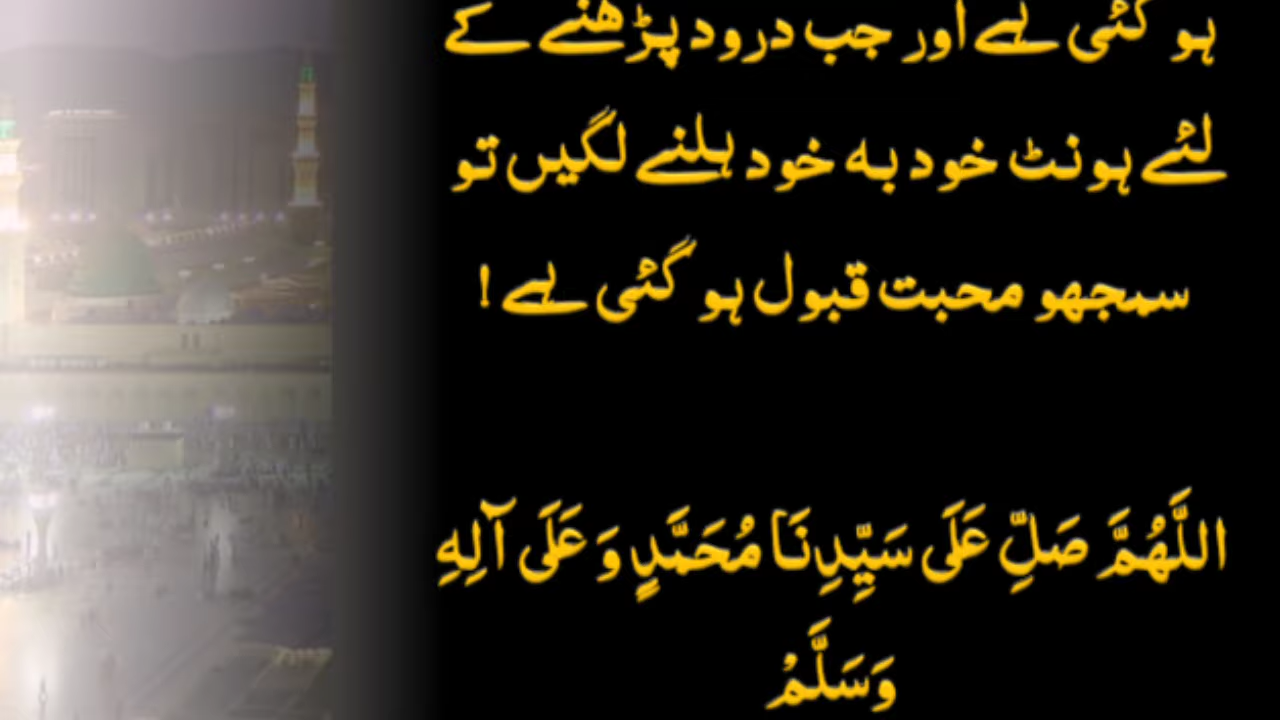 ہو گئی ہے اور جب درود پڑھنے کے
لئے ہونٹ خود بہ خود ہلنے لگیں تو
سمجھو محبت قبول ہو گئی ہے !
اللَّهُمَّ صَلِّ عَلَى سَيِّدِنَا مُحَمَّدٍ وَعَلَى آلِهِ
وَسَلَّمْ